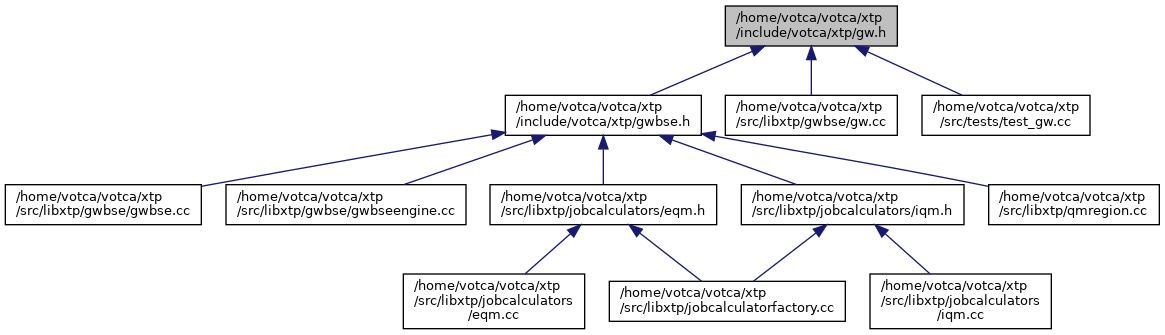 /home/votca/votca/xtp
/include/votca/xtp/gw.h
/home/votca/votca/xtp
/include/votca/xtp/gwbse.h
/home/votca/votca/xtp
/src/libxtp/gwbse/gw.cc
/home/votca/votca/xtp
/src/tests/test_gw.cc
/home/votca/votca/xtp
/src/libxtp/gwbse/gwbse.cc
/home/votca/votca/xtp
/src/libxtp/gwbse/gwbseengine.cc
/home/votca/votca/xtp
/src/libxtp/jobcalculators/eqm.h
/home/votca/votca/xtp
/src/libxtp/jobcalculators/iqm.h
/home/votca/votca/xtp
/src/libxtp/qmregion.cc
/home/votca/votca/xtp
/src/libxtp/jobcalculators
/eqm.cc
/home/votca/votca/xtp
/src/libxtp/jobcalculatorfactory.cc
/home/votca/votca/xtp
/src/libxtp/jobcalculators
/iqm.cc